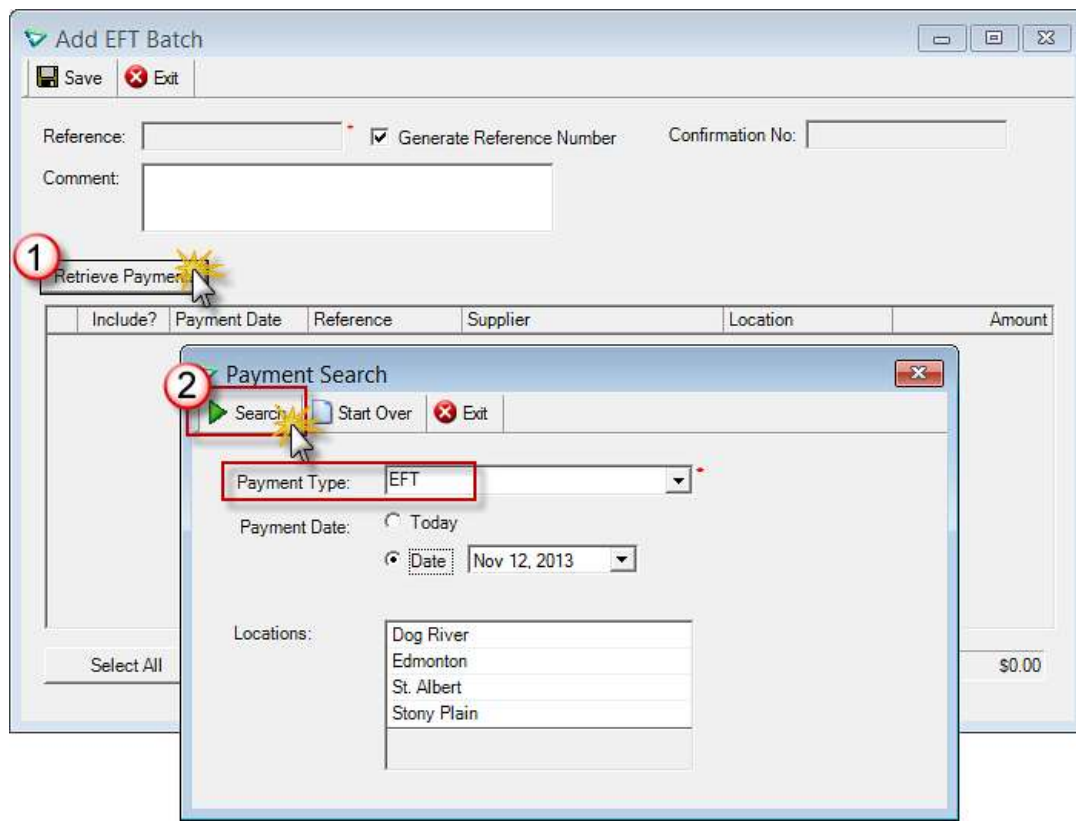 Add EFT Batch
Save Exit
Reference: * Generate Reference Number Confirmation No:
Comment:
1
Retrieve Paymen
Include? Payment Date Reference Supplier Location Amount
Payment Search
2
Search Start Over Exit
Payment Type: EFT *
Payment Date: Today
Date Nov 12, 2013
Locations: Dog River
Edmonton
St. Albert
Stony Plain
Select All $0.00